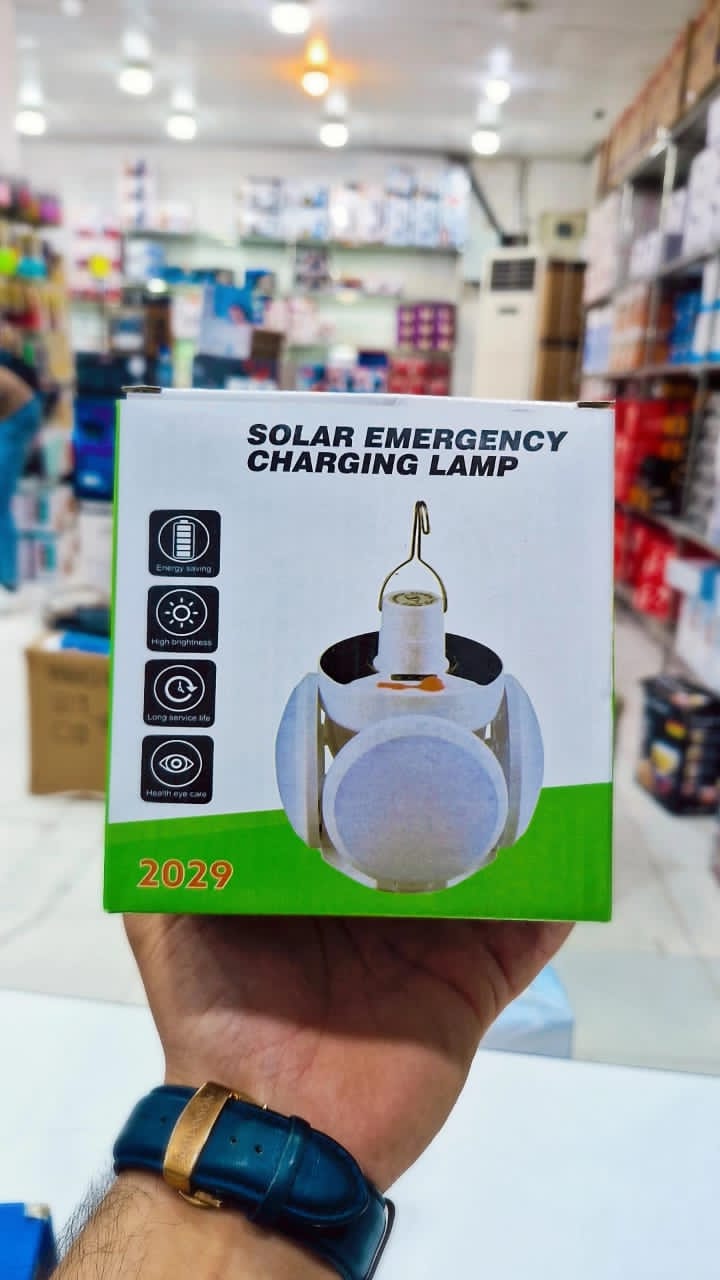 SOLAR EMERGENCY
CHARGING LAMP
Energy saving
High brightness
Long service life
Health eye care
2029